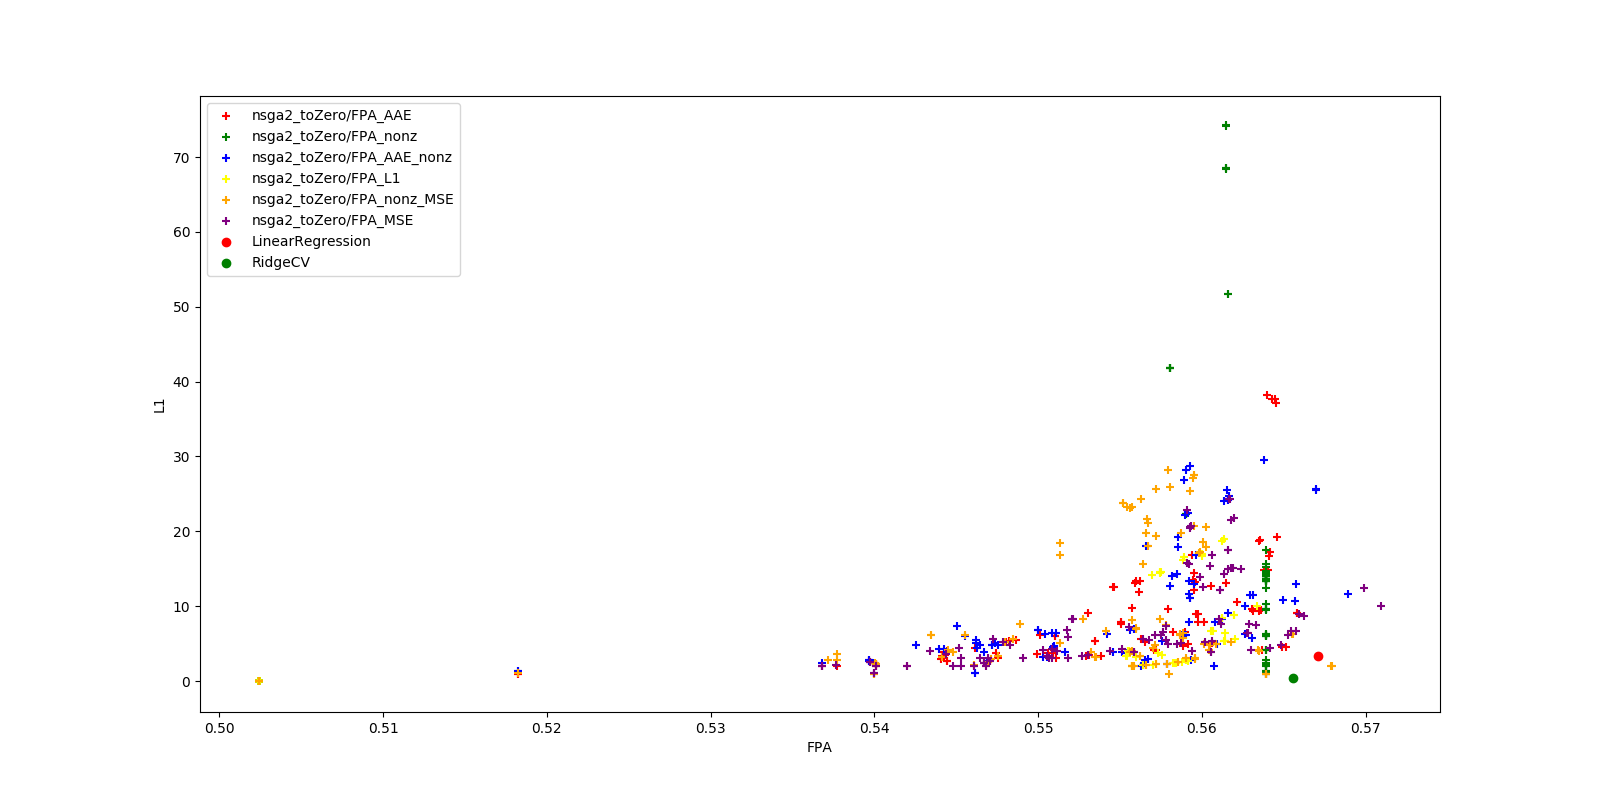 nsga2_toZero/FPA_AAE
nsga2_toZero/FPA_nonz
nsga2_toZero/FPA_AAE_nonz
nsga2_toZero/FPA_L1
nsga2_toZero/FPA_nonz_MSE
nsga2_toZero/FPA_MSE
LinearRegression
RidgeCV
70
60
50
40
30
20
10
0
L1
0.50 0.51 0.52 0.53 0.54 0.55 0.56 0.57
FPA